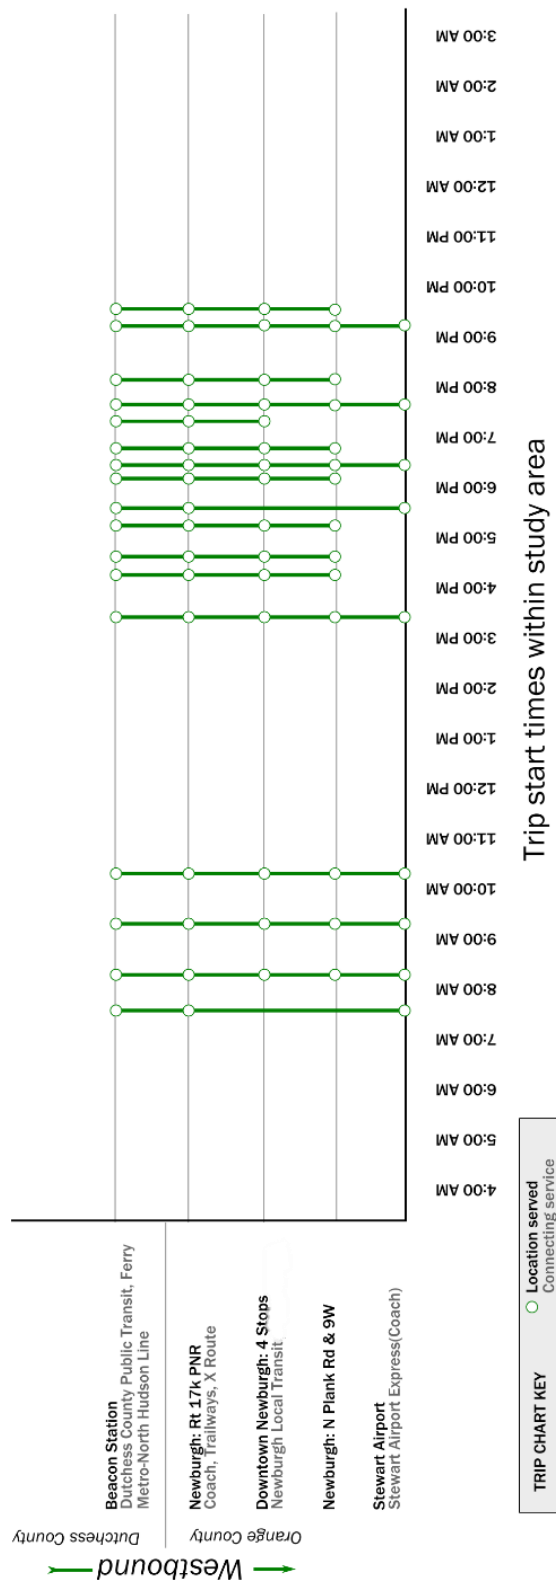 Westbound
Dutchess County
Orange County
Beacon Station
Dutchess County Public Transit, Ferry
Metro-North Hudson Line
Newburgh: Rt 17k PNR
Coach, Trailways, X Route
Downtown Newburgh: 4 Stops
Newburgh Local Transit
Newburgh: N Plank Rd & 9W
Stewart Airport
Stewart Airport Express(Coach)
4:00 AM
5:00 AM
6:00 AM
7:00 AM
8:00 AM
9:00 AM
10:00 AM
11:00 AM
12:00 PM
1:00 PM
2:00 PM
3:00 PM
4:00 PM
5:00 PM
6:00 PM
7:00 PM
8:00 PM
9:00 PM
10:00 PM
11:00 PM
12:00 AM
1:00 AM
2:00 AM
3:00 AM
Trip start times within study area
TRIP CHART KEY
Location served
Connecting service